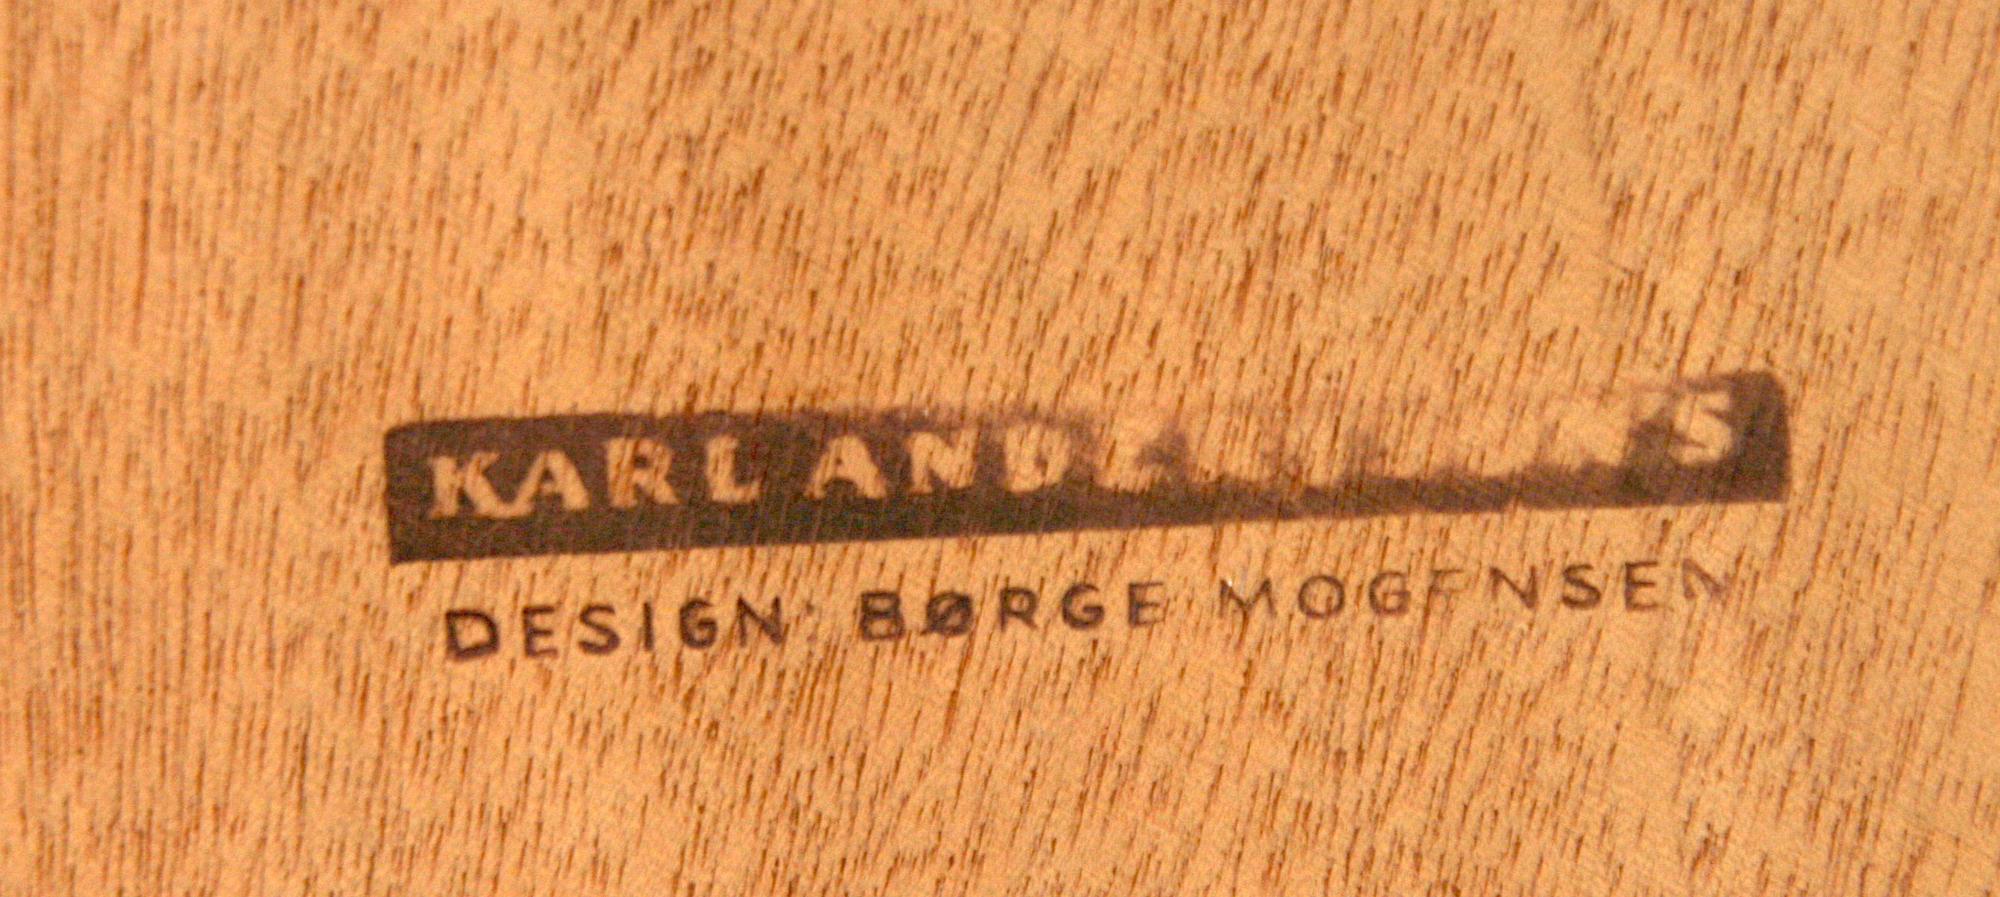 KARL
DESIGN: BØRGE MOGENSEN